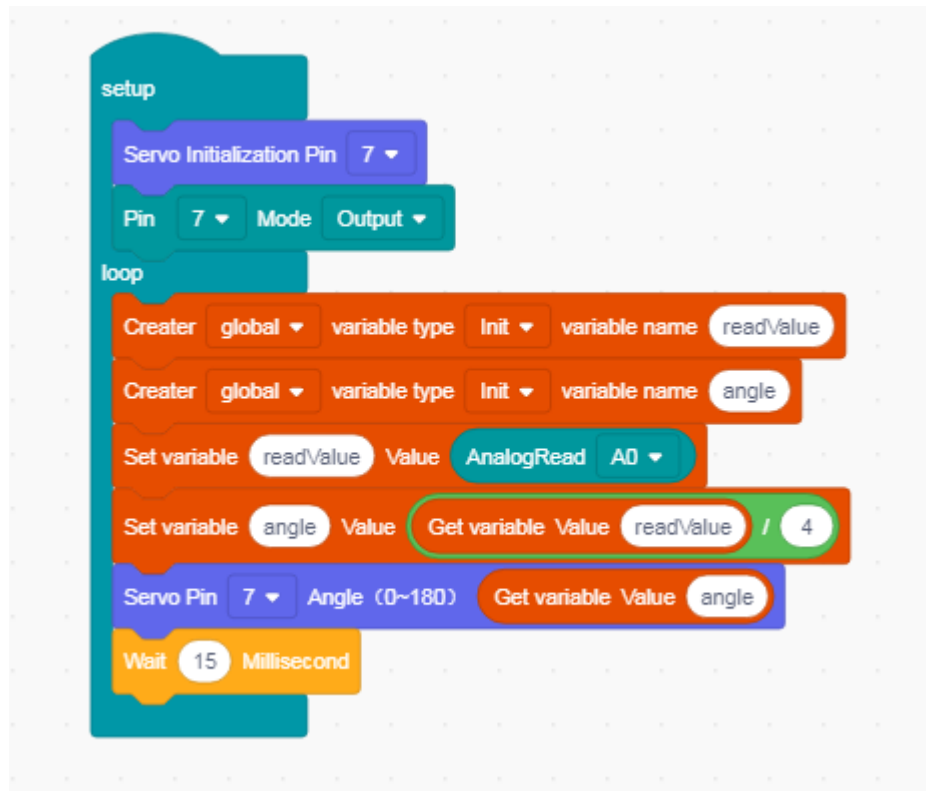 setup
Servo Initialization Pin 7
Pin 7 Mode Output
loop
Creater global variable type Init variable name readValue
Creater global variable type Init variable name angle
Set variable readValue Value AnalogRead A0
Set variable angle Value Get variable Value readValue / 4
Servo Pin 7 Angle（0~180） Get variable Value angle
Wait 15 Millisecond